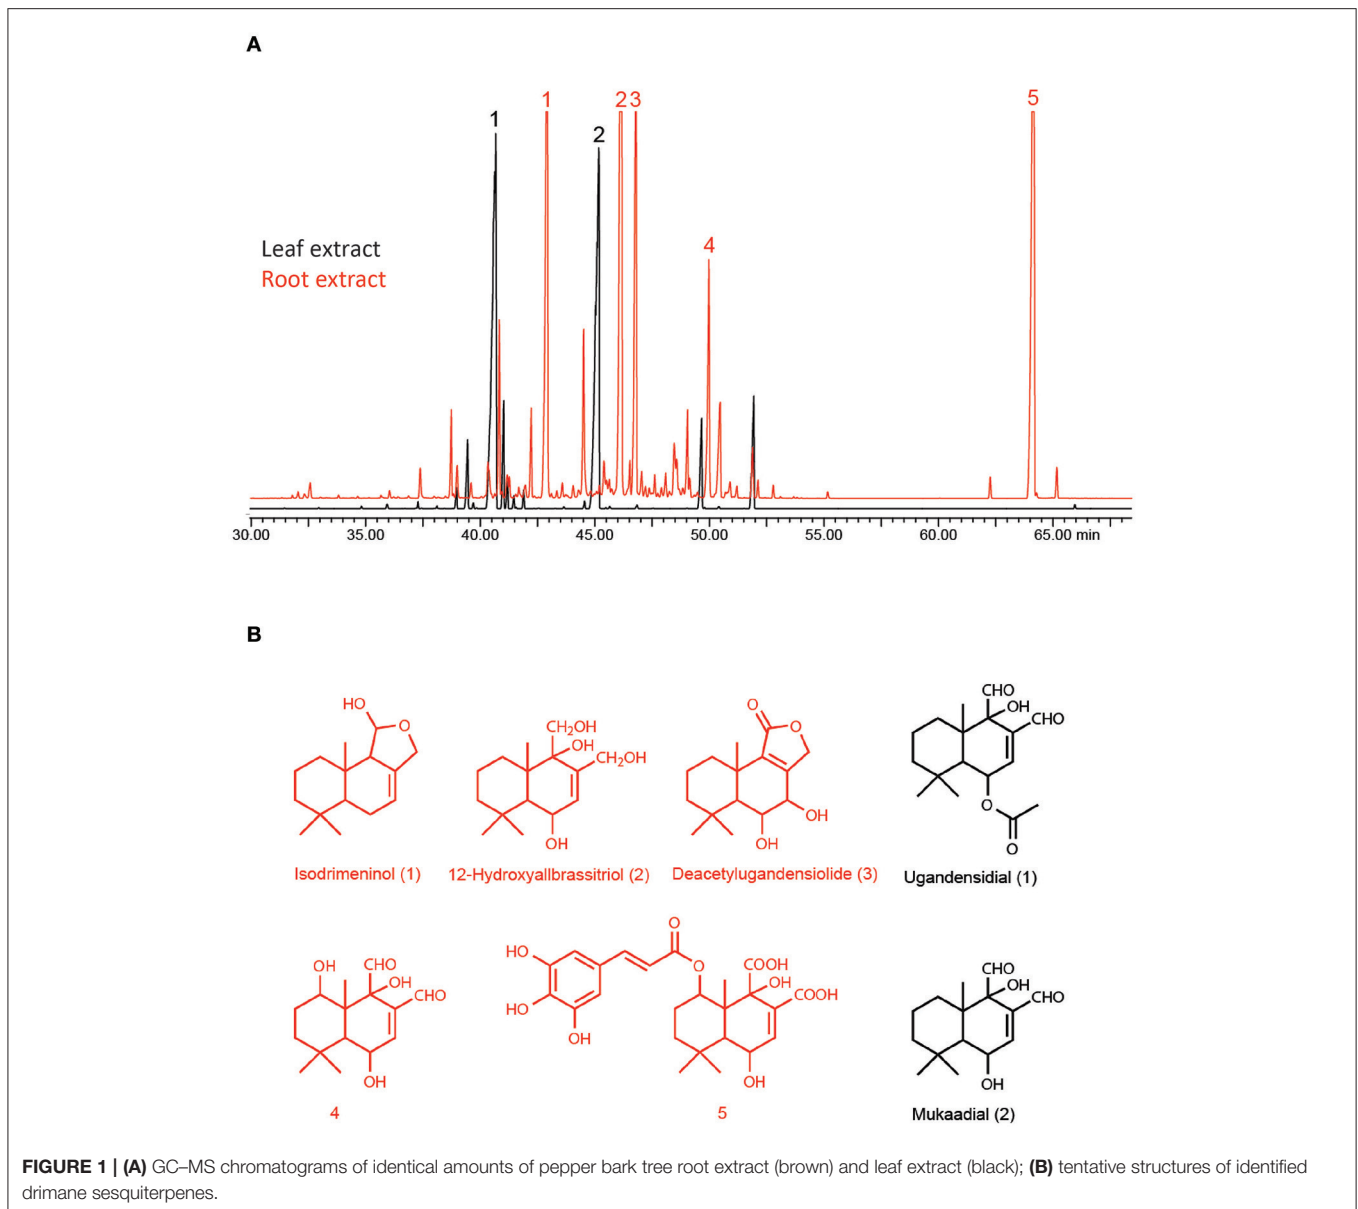 A
1
1
2 3
5
2
4
Leaf extract
Root extract
30.00 35.00 40.00 45.00 50.00 55.00 60.00 65.00 min
B
HO
O
CH₂OH
OH
CH₂OH
OH
O
O
OH
OH
CHO
OH
CHO
O
O
Isodrimeninol (1)
12-Hydroxyallbrassitriol (2)
Deacetylugandensiolide (3)
Ugandensidial (1)
OH
CHO
OH
CHO
OH
4
HO
HO
OH
O
O
COOH
OH
COOH
OH
5
CHO
OH
CHO
OH
Mukaadial (2)
FIGURE 1 | (A) GC–MS chromatograms of identical amounts of pepper bark tree root extract (brown) and leaf extract (black); (B) tentative structures of identified
drimane sesquiterpenes.